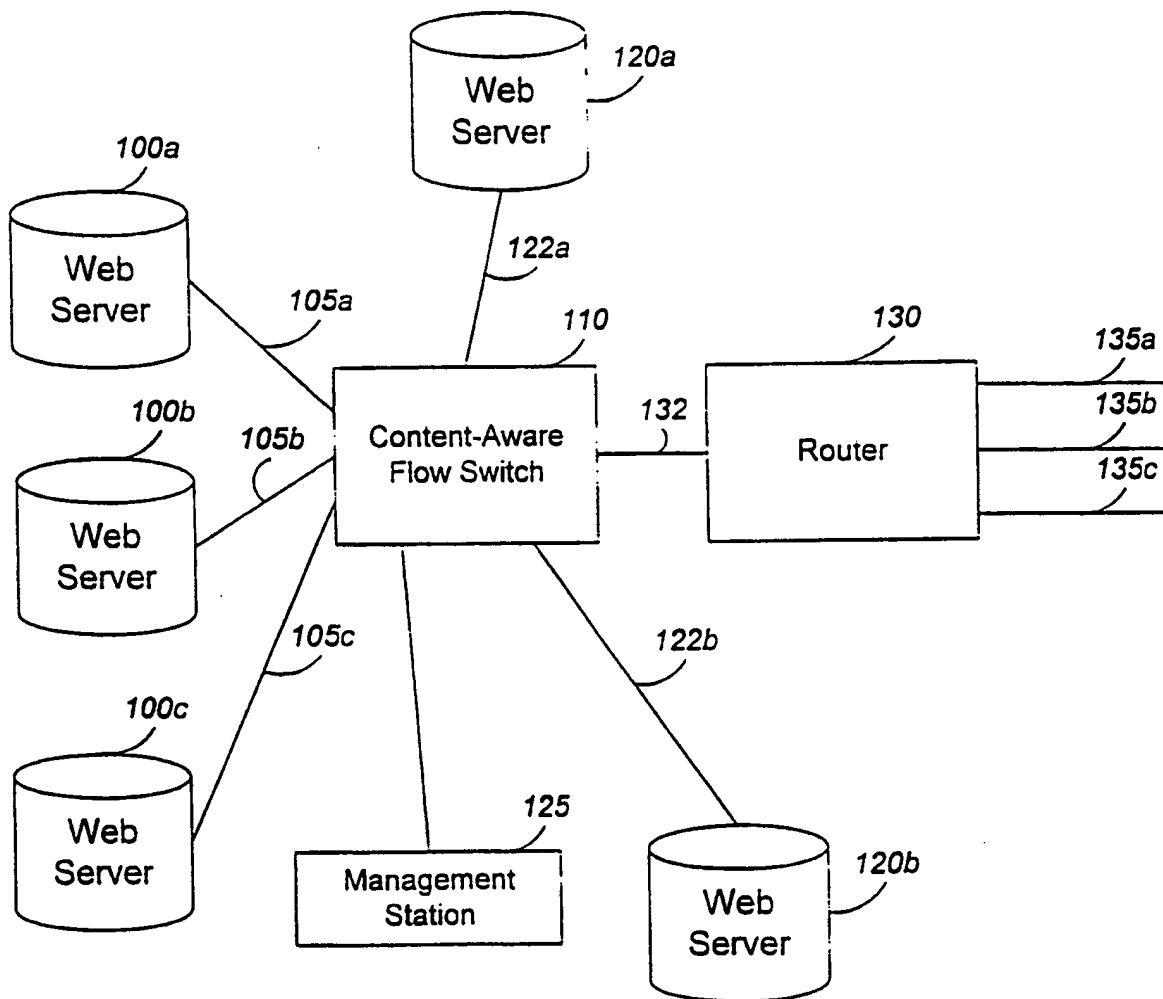 120a
Web
Server
100a
Web
Server
122a
105a
110
130
135a
100b
105b
Content-Aware
Flow Switch
132
Router
135b
135c
Web
Server
105c
122b
100c
Web
Server
125
Management
Station
120b
Web
Server